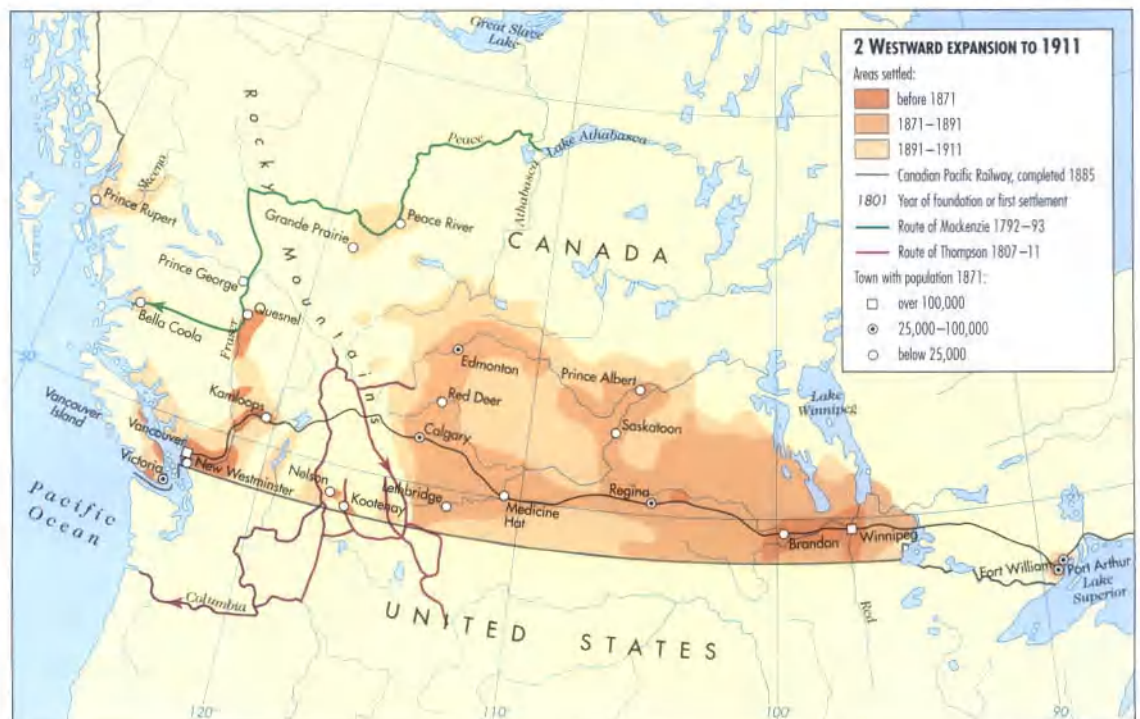 2 WESTWARD EXPANSION TO 1911
Areas settled:
before 1871
1871–1891
1891–1911
Canadian Pacific Railway, completed 1885
1801 Year of foundation or first settlement
Route of Mackenzie 1792–93
Route of Thompson 1807–11
Town with population 1871:
over 100,000
25,000–100,000
below 25,000
Great Slave
Lake
Rocky Mountains
Peace
Lake Athabasca
Athabasca
Skeena
Prince Rupert
Grande Prairie
Peace River
CANADA
Prince George
Quesnel
Bella Coola
Fraser
Edmonton
Prince Albert
Red Deer
Saskatoon
Lake
Winnipeg
Kamloops
Calgary
Vancouver
Island
Vancouver
Victoria
New Westminster
Nelson
Kootenay
Lethbridge
Medicine
Hat
Regina
Brandon
Winnipeg
Fort William
Port Arthur
Lake
Superior
Pacific
Ocean
Columbia
Red
UNITED STATES
50
120
110
100
90